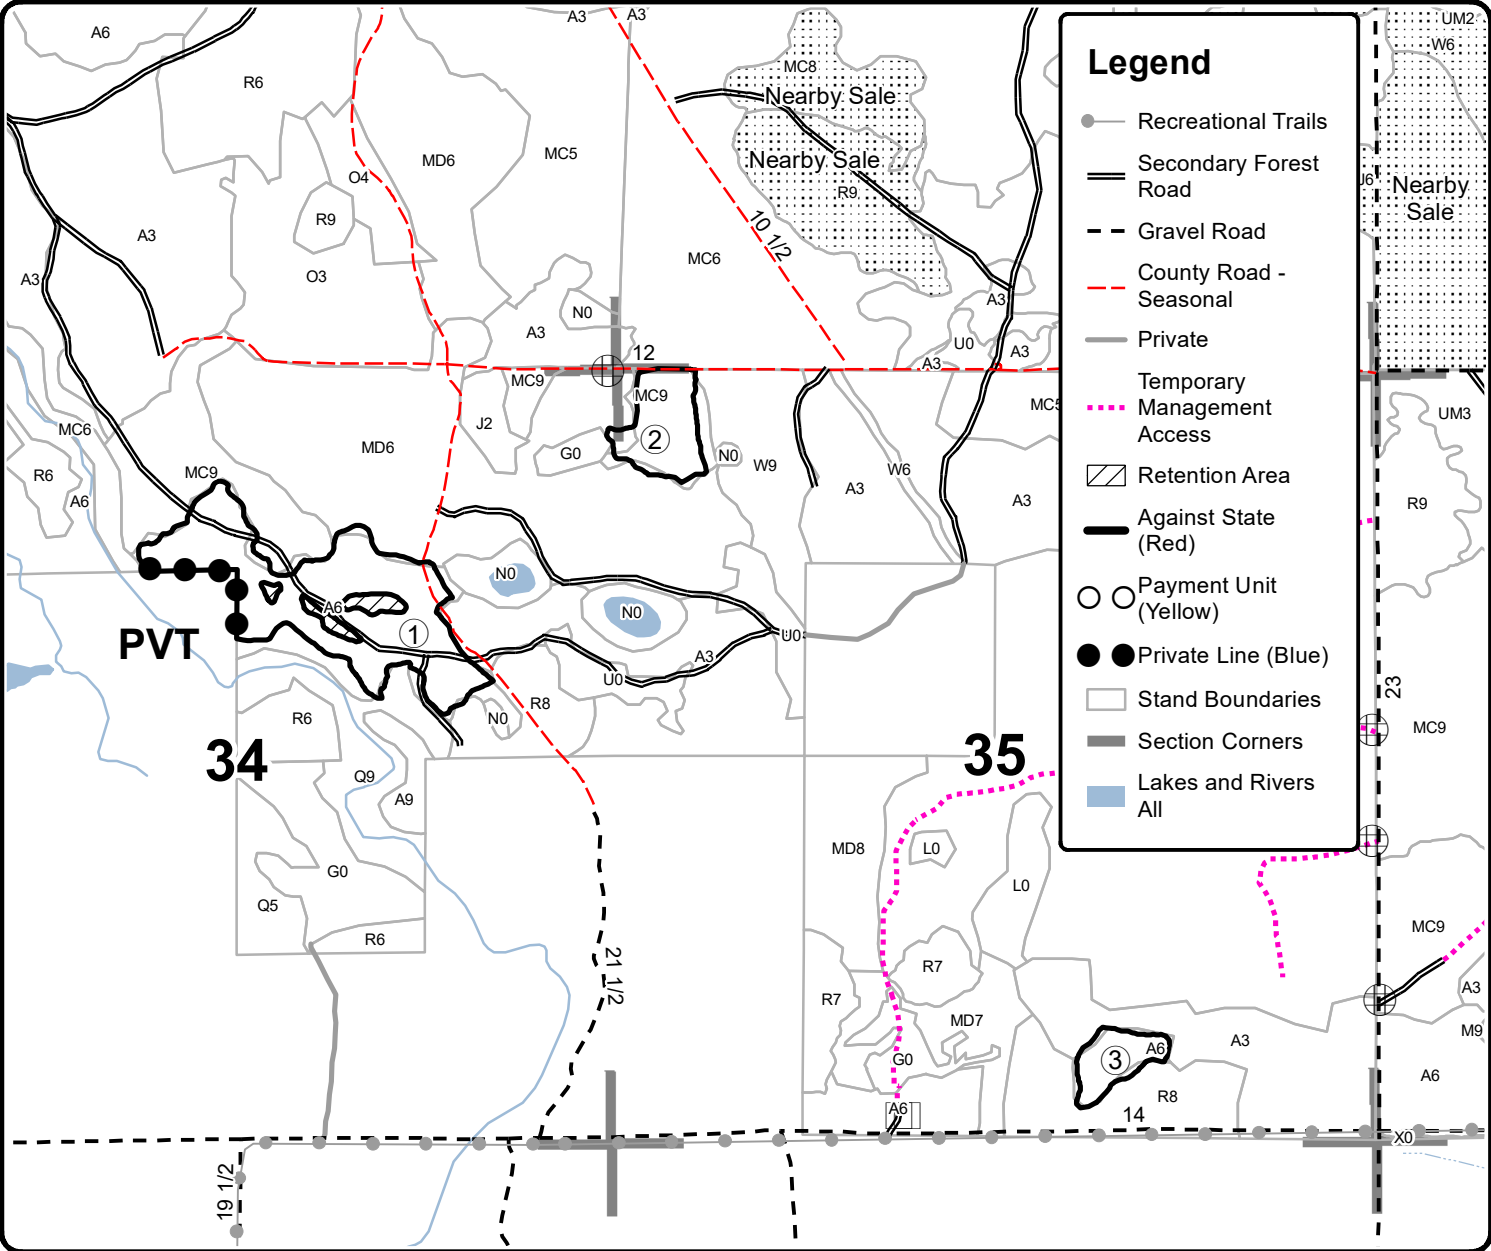 A6
A3
A3
UM2
W6
MC8
Nearby Sale
R6
MD6
MC5
Nearby Sale
R9
O4
J6
Nearby
Sale
R9
A3
10 1/2
MC6
O3
A3
A3
N0
A3
U0
A3
A3
12
MC9
MC9
MC5
UM3
J2
MC6
MD6
G0
2
N0
W9
W6
A3
A3
R9
R6
MC9
A6
N0
A6
N0
1
PVT
U0
A3
U0
23
R8
N0
R6
MC9
34
35
Q9
A9
MD8
L0
G0
L0
Q5
R6
MC9
R7
21 1/2
R7
A3
MD7
M9
A3
A6
3
G0
A6
R8
A6
14
X0
19 1/2
Legend
Recreational Trails
Secondary Forest
Road
Gravel Road
County Road -
Seasonal
Private
Temporary
Management
Access
Retention Area
Against State
(Red)
Payment Unit
(Yellow)
Private Line (Blue)
Stand Boundaries
Section Corners
Lakes and Rivers
All